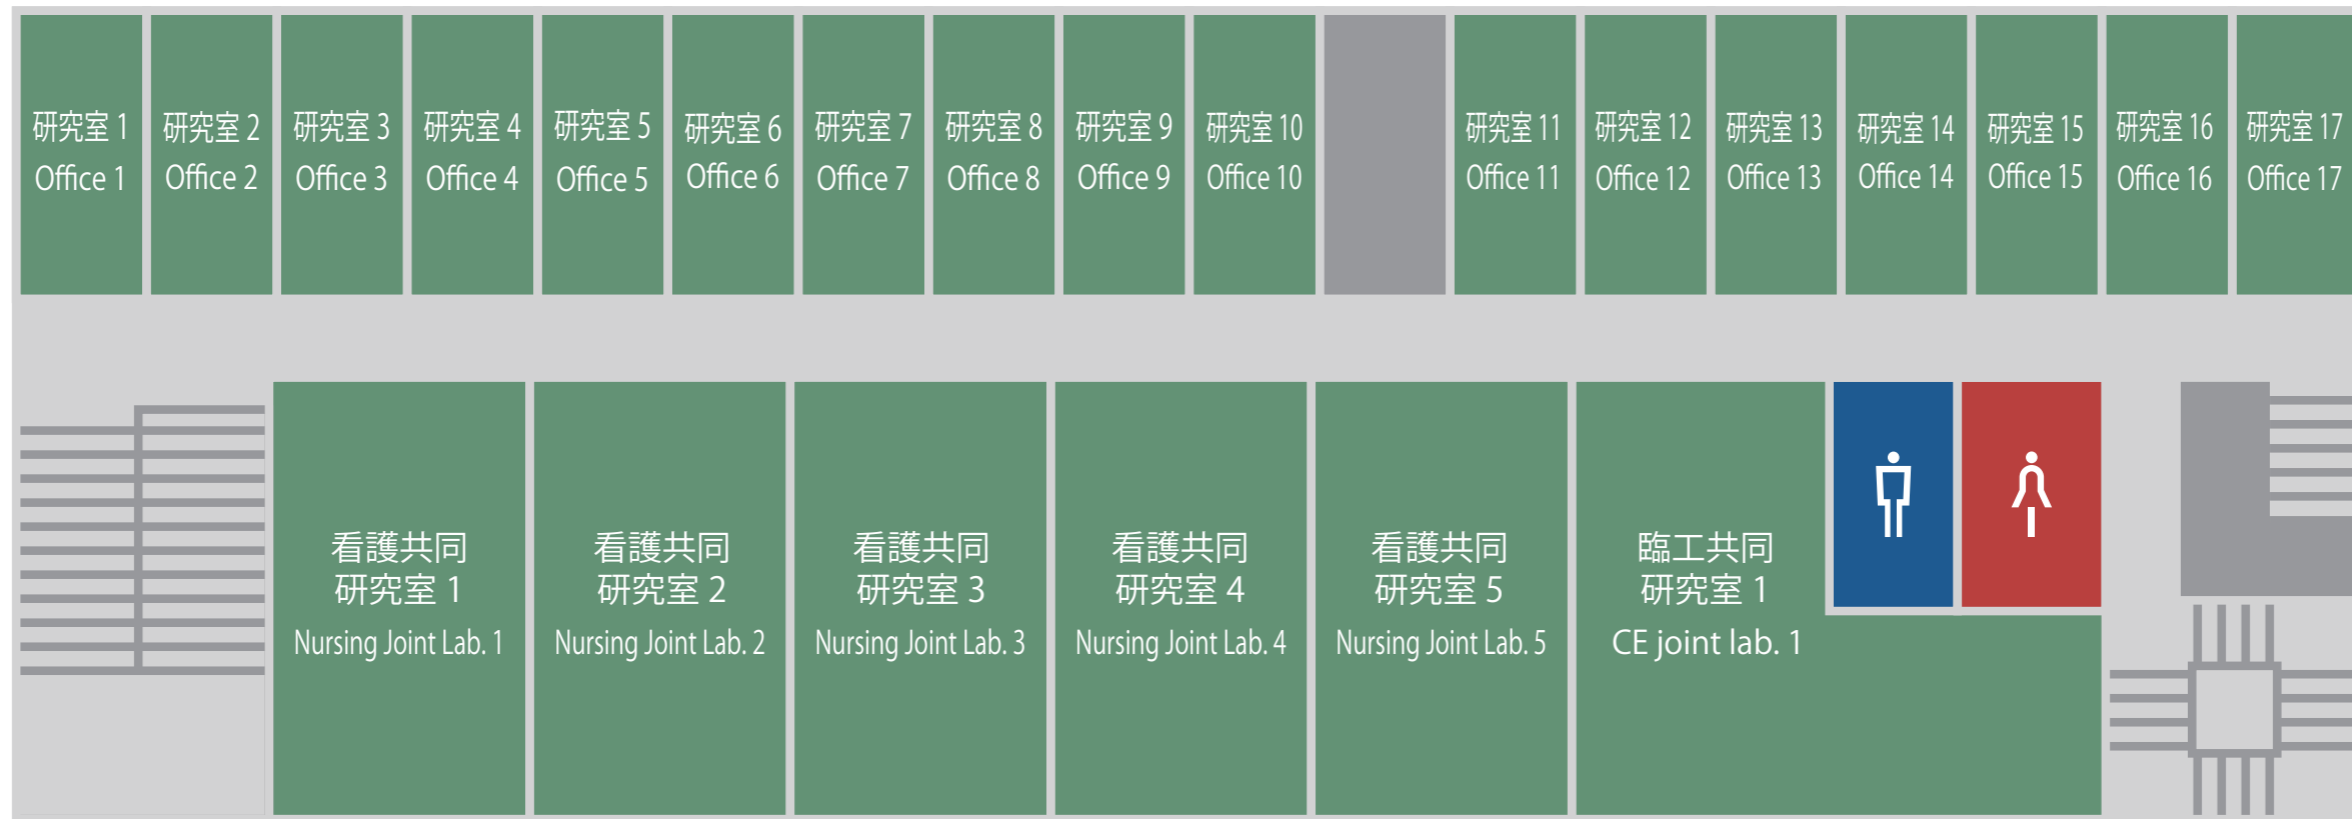 研究室 1
Office 1
研究室 2
Office 2
研究室 3
Office 3
研究室 4
Office 4
研究室 5
Office 5
研究室 6
Office 6
研究室 7
Office 7
研究室 8
Office 8
研究室 9
Office 9
研究室 10
Office 10
研究室 11
Office 11
研究室 12
Office 12
研究室 13
Office 13
研究室 14
Office 14
研究室 15
Office 15
研究室 16
Office 16
研究室 17
Office 17
看護共同
研究室 1
Nursing Joint Lab. 1
看護共同
研究室 2
Nursing Joint Lab. 2
看護共同
研究室 3
Nursing Joint Lab. 3
看護共同
研究室 4
Nursing Joint Lab. 4
看護共同
研究室 5
Nursing Joint Lab. 5
臨工共同
研究室 1
CE joint lab. 1